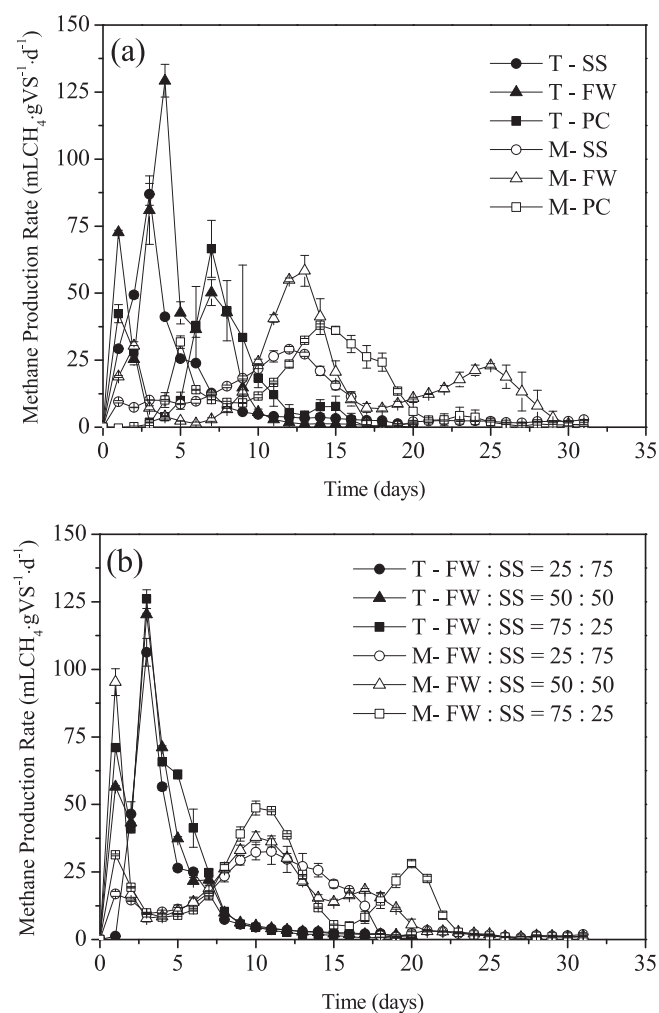 (a)
T - SS
T - FW
T - PC
M- SS
M- FW
M- PC
Methane Production Rate (mLCH₄·gVS⁻¹·d⁻¹)
150
125
100
75
50
25
0
0 5 10 15 20 25 30 35
Time (days)
(b)
T - FW : SS = 25 : 75
T - FW : SS = 50 : 50
T - FW : SS = 75 : 25
M- FW : SS = 25 : 75
M- FW : SS = 50 : 50
M- FW : SS = 75 : 25
Methane Production Rate (mLCH₄·gVS⁻¹·d⁻¹)
150
125
100
75
50
25
0
0 5 10 15 20 25 30 35
Time (days)